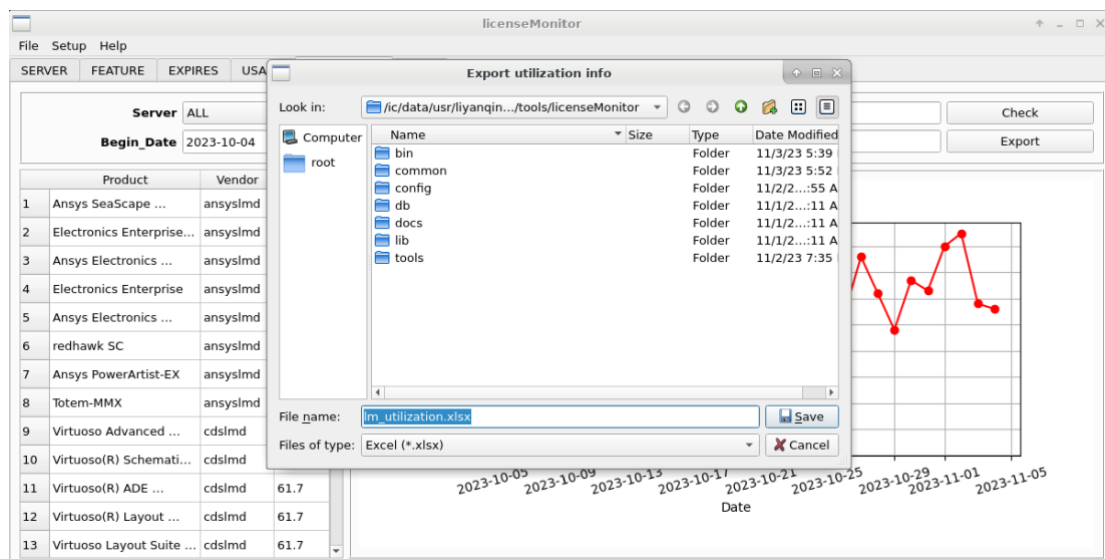 licenseMonitor
File Setup Help
SERVER FEATURE EXPIRES USA
Export utilization info
Server ALL
Check
Begin_Date 2023-10-04
Export
Look in: /ic/data/usr/liyanqin.../tools/licenseMonitor
Computer
root
Name Size Type Date Modified
bin Folder 11/3/23 5:39
common Folder 11/3/23 5:52
config Folder 11/2/2...:55 A
db Folder 11/1/2...:11 A
docs Folder 11/1/2...:11 A
lib Folder 11/1/2...:11 A
tools Folder 11/2/23 7:35
File name: lm_utilization.xlsx Save
Files of type: Excel (*.xlsx) Cancel
Product Vendor
1 Ansys SeaScape ... ansyslmd
2 Electronics Enterprise... ansyslmd
3 Ansys Electronics ... ansyslmd
4 Electronics Enterprise ansyslmd
5 Ansys Electronics ... ansyslmd
6 redhawk SC ansyslmd
7 Ansys PowerArtist-EX ansyslmd
8 Totem-MMX ansyslmd
9 Virtuoso Advanced ... cdslmd
10 Virtuoso(R) Schemati... cdslmd
11 Virtuoso(R) ADE ... cdslmd 61.7
12 Virtuoso(R) Layout ... cdslmd 61.7
13 Virtuoso Layout Suite ... cdslmd 61.7
2023-10-05 2023-10-09 2023-10-13 2023-10-17 2023-10-21 2023-10-25 2023-10-29 2023-11-01 2023-11-05
Date